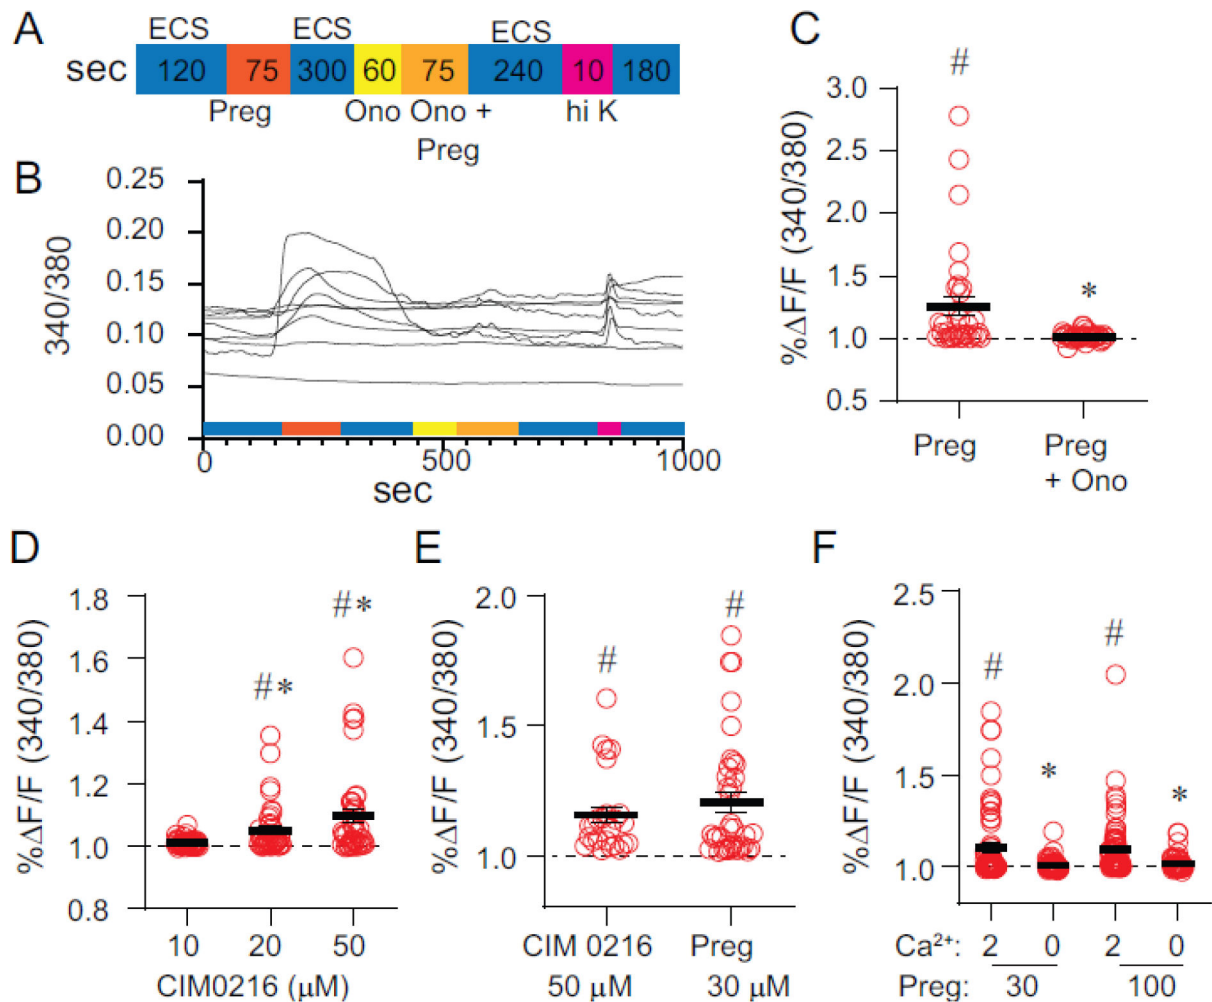 A
ECS ECS ECS
sec 120 75 300 60 75 240 10 180
Preg Ono Ono + hi K
Preg
B
340/380
0.25
0.20
0.15
0.10
0.05
0.00
0 500 1000
sec
C
#
%ΔF/F (340/380)
3.0
2.5
2.0
1.5
1.0
0.5
*
Preg Preg
+ Ono
D
%ΔF/F (340/380)
1.8
1.6
1.4
1.2
1.0
0.8
#*
#*
10 20 50
CIM0216 (μM)
E
%ΔF/F (340/380)
2.0
1.5
1.0
# #
CIM 0216 Preg
50 μM 30 μM
F
%ΔF/F (340/380)
2.5
2.0
1.5
1.0
# * # *
Ca²⁺: 2 0 2 0
Preg: 30 100